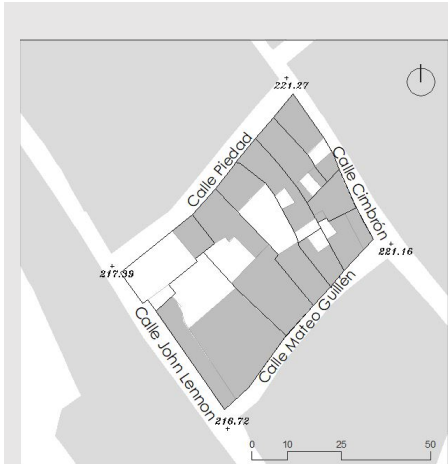 221.27
Calle Piedad
Calle Cimbrón
217.39
221.16
Calle Mateo Guillén
Calle John Lennon
216.72
0 10 25 50